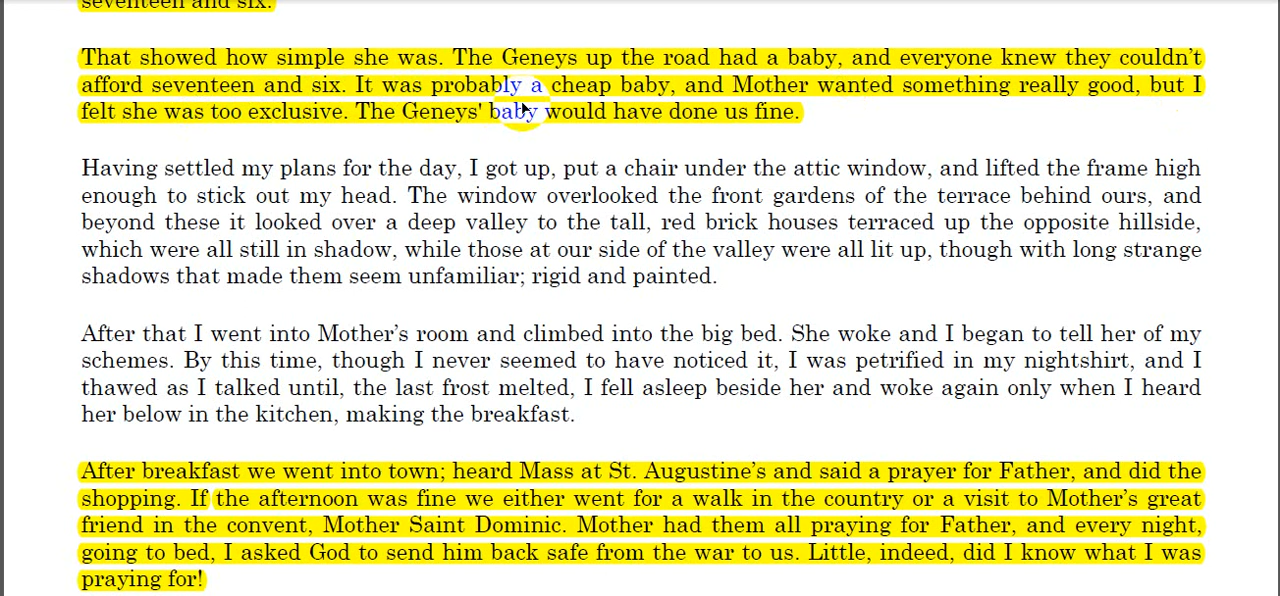 seventeen and six.
That showed how simple she was. The Geneys up the road had a baby, and everyone knew they couldn't
afford seventeen and six. It was probably a cheap baby, and Mother wanted something really good, but I
felt she was too exclusive. The Geneys' baby would have done us fine.
Having settled my plans for the day, I got up, put a chair under the attic window, and lifted the frame high
enough to stick out my head. The window overlooked the front gardens of the terrace behind ours, and
beyond these it looked over a deep valley to the tall, red brick houses terraced up the opposite hillside,
which were all still in shadow, while those at our side of the valley were all lit up, though with long strange
shadows that made them seem unfamiliar; rigid and painted.
After that I went into Mother's room and climbed into the big bed. She woke and I began to tell her of my
schemes. By this time, though I never seemed to have noticed it, I was petrified in my nightshirt, and I
thawed as I talked until, the last frost melted, I fell asleep beside her and woke again only when I heard
her below in the kitchen, making the breakfast.
After breakfast we went into town; heard Mass at St. Augustine's and said a prayer for Father, and did the
shopping. If the afternoon was fine we either went for a walk in the country or a visit to Mother's great
friend in the convent, Mother Saint Dominic. Mother had them all praying for Father, and every night,
going to bed, I asked God to send him back safe from the war to us. Little, indeed, did I know what I was
praying for!